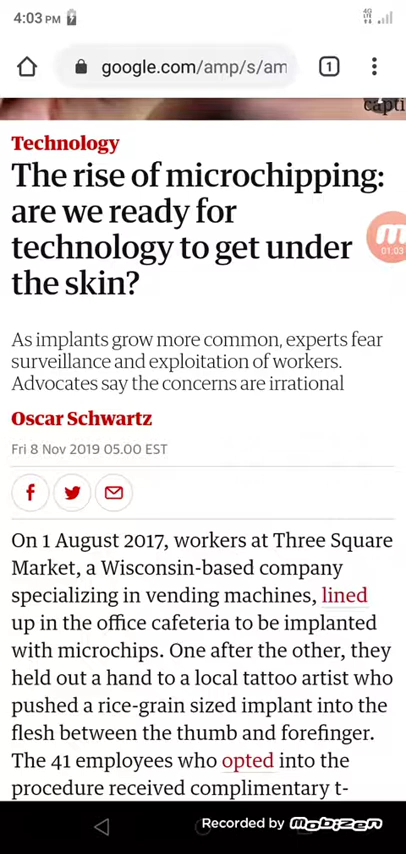 4:03 PM
4G
LTE
google.com/amp/s/am
1
capti
Technology
The rise of microchipping:
are we ready for
technology to get under
the skin?
01:03
As implants grow more common, experts fear
surveillance and exploitation of workers.
Advocates say the concerns are irrational
Oscar Schwartz
Fri 8 Nov 2019 05.00 EST
On 1 August 2017, workers at Three Square
Market, a Wisconsin-based company
specializing in vending machines, lined
up in the office cafeteria to be implanted
with microchips. One after the other, they
held out a hand to a local tattoo artist who
pushed a rice-grain sized implant into the
flesh between the thumb and forefinger.
The 41 employees who opted into the
procedure received complimentary t-
Recorded by Mobizen